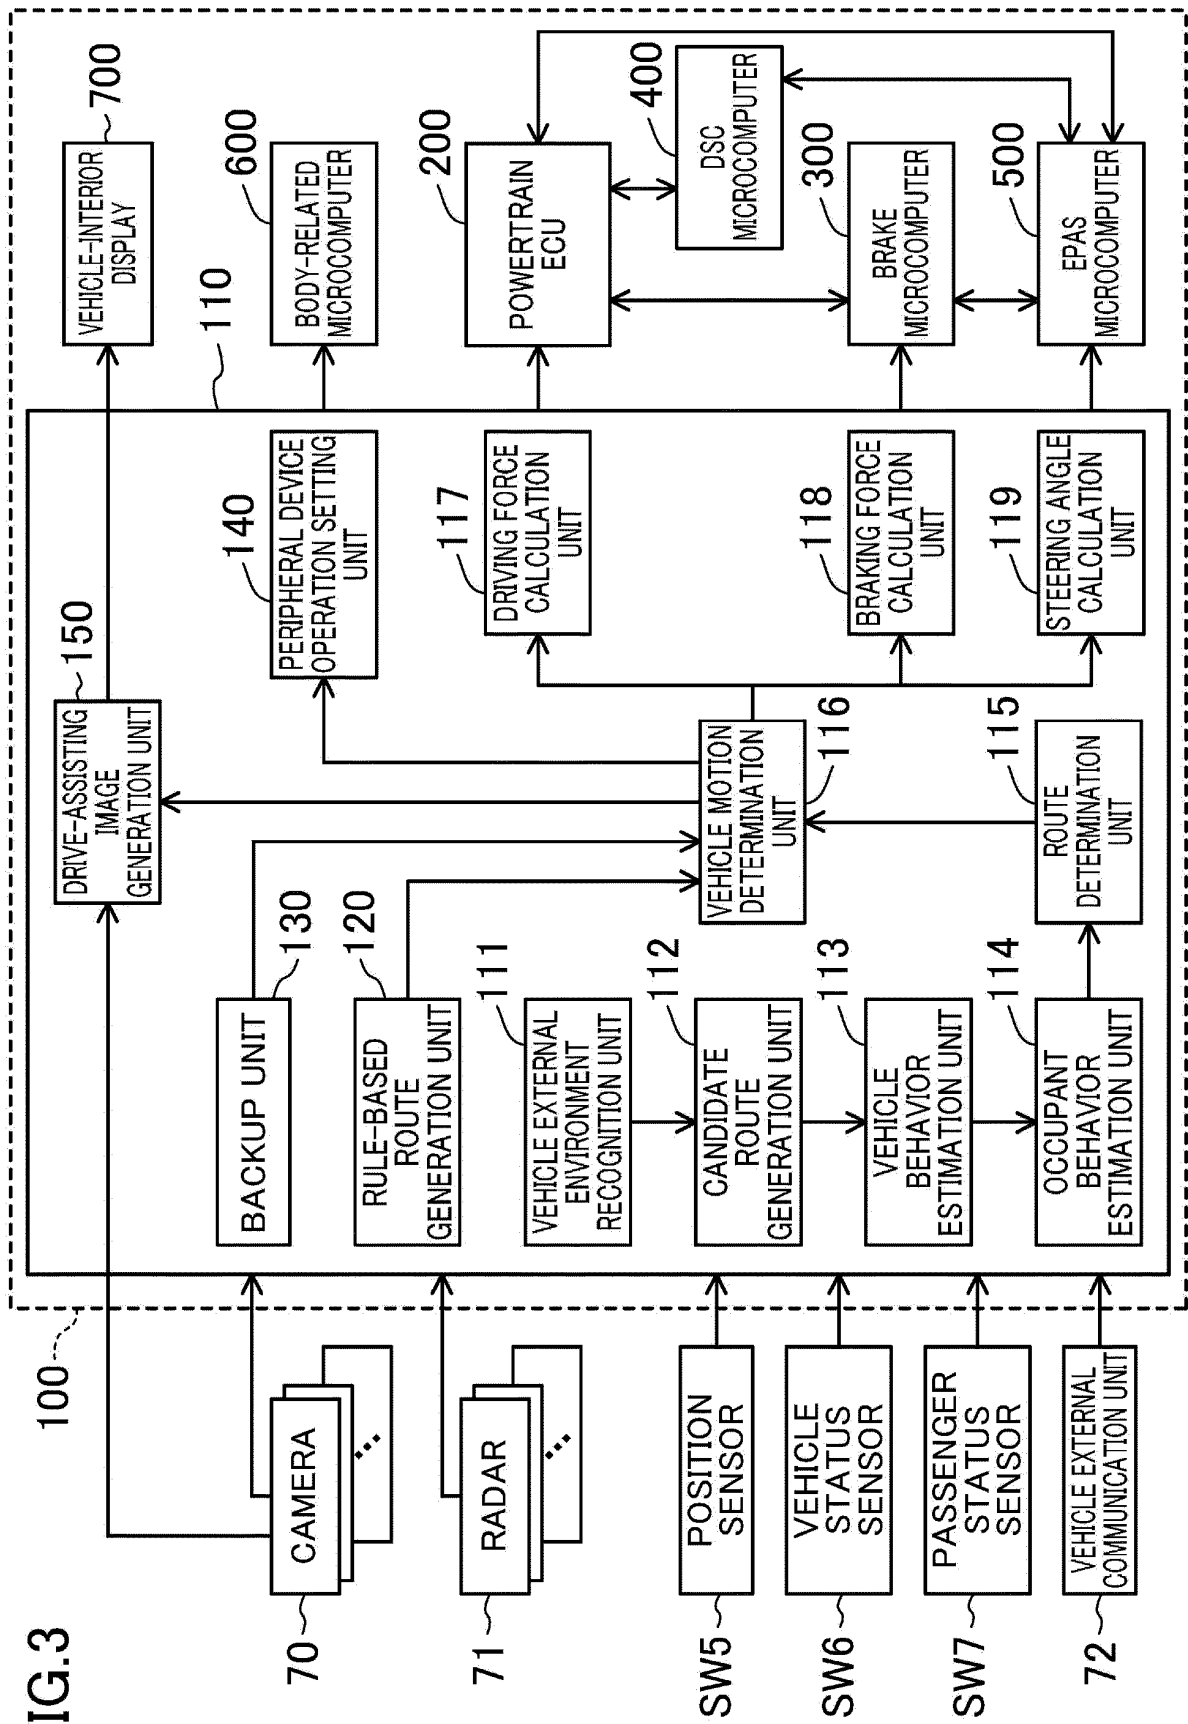 IG.3
100
70
CAMERA
71
RADAR
SW5
POSITION
SENSOR
SW6
VEHICLE
STATUS
SENSOR
SW7
PASSENGER
STATUS
SENSOR
72
VEHICLE EXTERNAL
COMMUNICATION UNIT
110
150
DRIVE-ASSISTING
IMAGE
GENERATION UNIT
130
BACKUP UNIT
120
RULE-BASED
ROUTE
GENERATION UNIT
111
VEHICLE EXTERNAL
ENVIRONMENT
RECOGNITION UNIT
112
CANDIDATE
ROUTE
GENERATION UNIT
113
VEHICLE
BEHAVIOR
ESTIMATION UNIT
114
OCCUPANT
BEHAVIOR
ESTIMATION UNIT
115
ROUTE
DETERMINATION
UNIT
116
VEHICLE MOTION
DETERMINATION
UNIT
140
PERIPHERAL DEVICE
OPERATION SETTING
UNIT
117
DRIVING FORCE
CALCULATION
UNIT
118
BRAKING FORCE
CALCULATION
UNIT
119
STEERING ANGLE
CALCULATION
UNIT
700
VEHICLE-INTERIOR
DISPLAY
600
BODY-RELATED
MICROCOMPUTER
200
POWERTRAIN
ECU
400
DSC
MICROCOMPUTER
300
BRAKE
MICROCOMPUTER
500
EPAS
MICROCOMPUTER